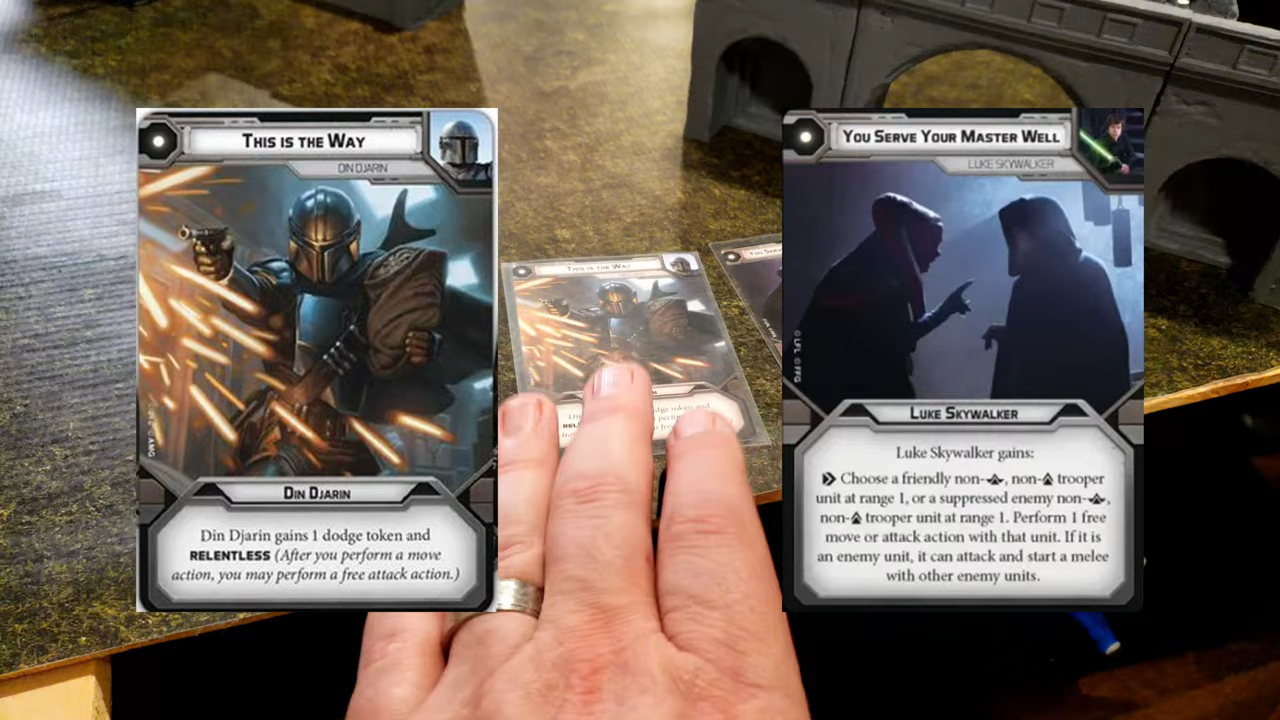 THIS IS THE WAY
DIN DJARIN
DIN DJARIN
Din Djarin gains 1 dodge token and
RELENTLESS (After you perform a move
action, you may perform a free attack action.)
THIS IS THE WAY
YOU SERVE YOUR MASTER WELL
LUKE SKYWALKER
©LFL ©FFG
LUKE SKYWALKER
Luke Skywalker gains:
Choose a friendly non-, non- trooper
unit at range 1, or a suppressed enemy non-,
non- trooper unit at range 1. Perform 1 free
move or attack action with that unit. If it is
an enemy unit, it can attack and start a melee
with other enemy units.